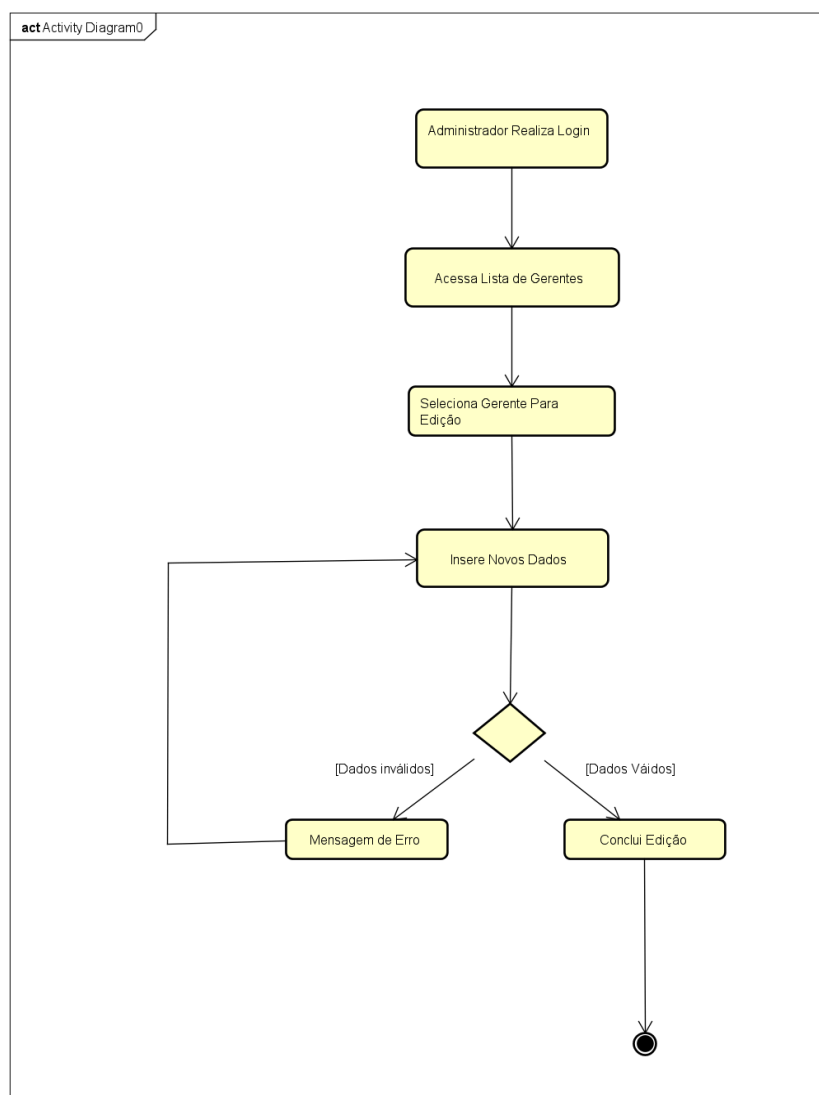 act Activity Diagram0
Administrador Realiza Login
Acessa Lista de Gerentes
Seleciona Gerente Para
Edição
Insere Novos Dados
[Dados inválidos]
[Dados Váidos]
Mensagem de Erro
Conclui Edição